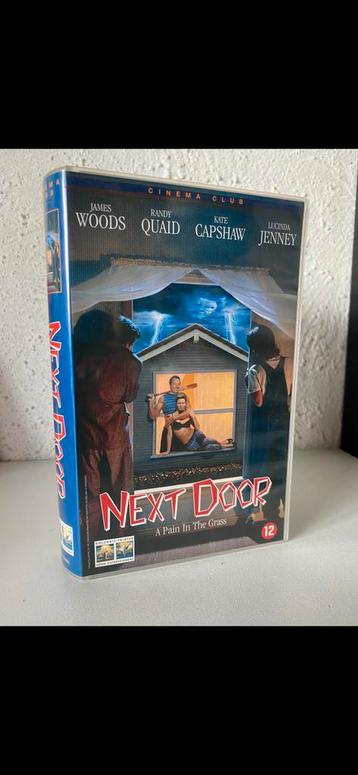 CINEMA CLUB
JAMES WOODS
RANDY QUAID
KATE CAPSHAW
LUCINDA JENNEY
NEXT DOOR
A Pain In The Grass
12
NEXT DOOR